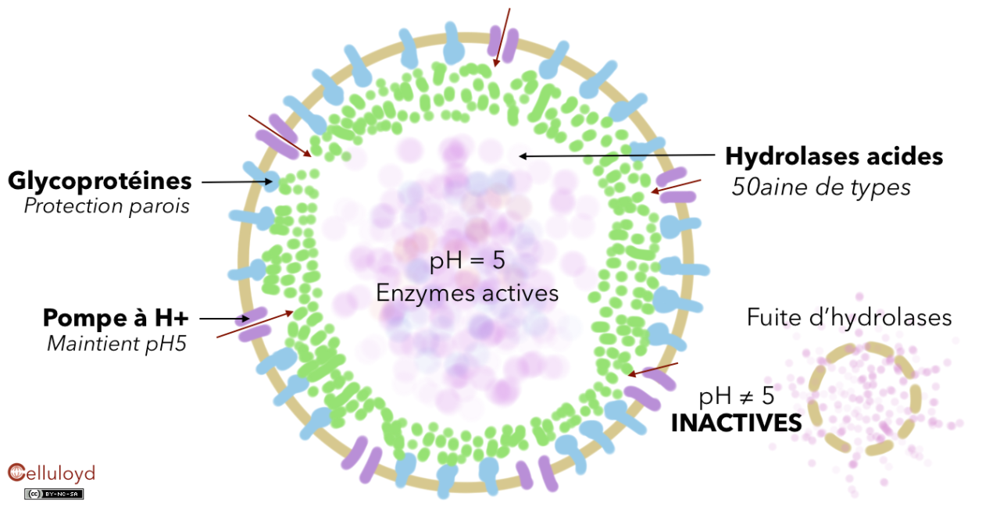 Hydrolases acides
50aine de types
Glycoprotéines
Protection parois
pH = 5
Enzymes actives
Pompe à H+
Maintient pH5
Fuite d’hydrolases
pH ≠ 5
INACTIVES
Celluloyd
cc BY-NC-SA